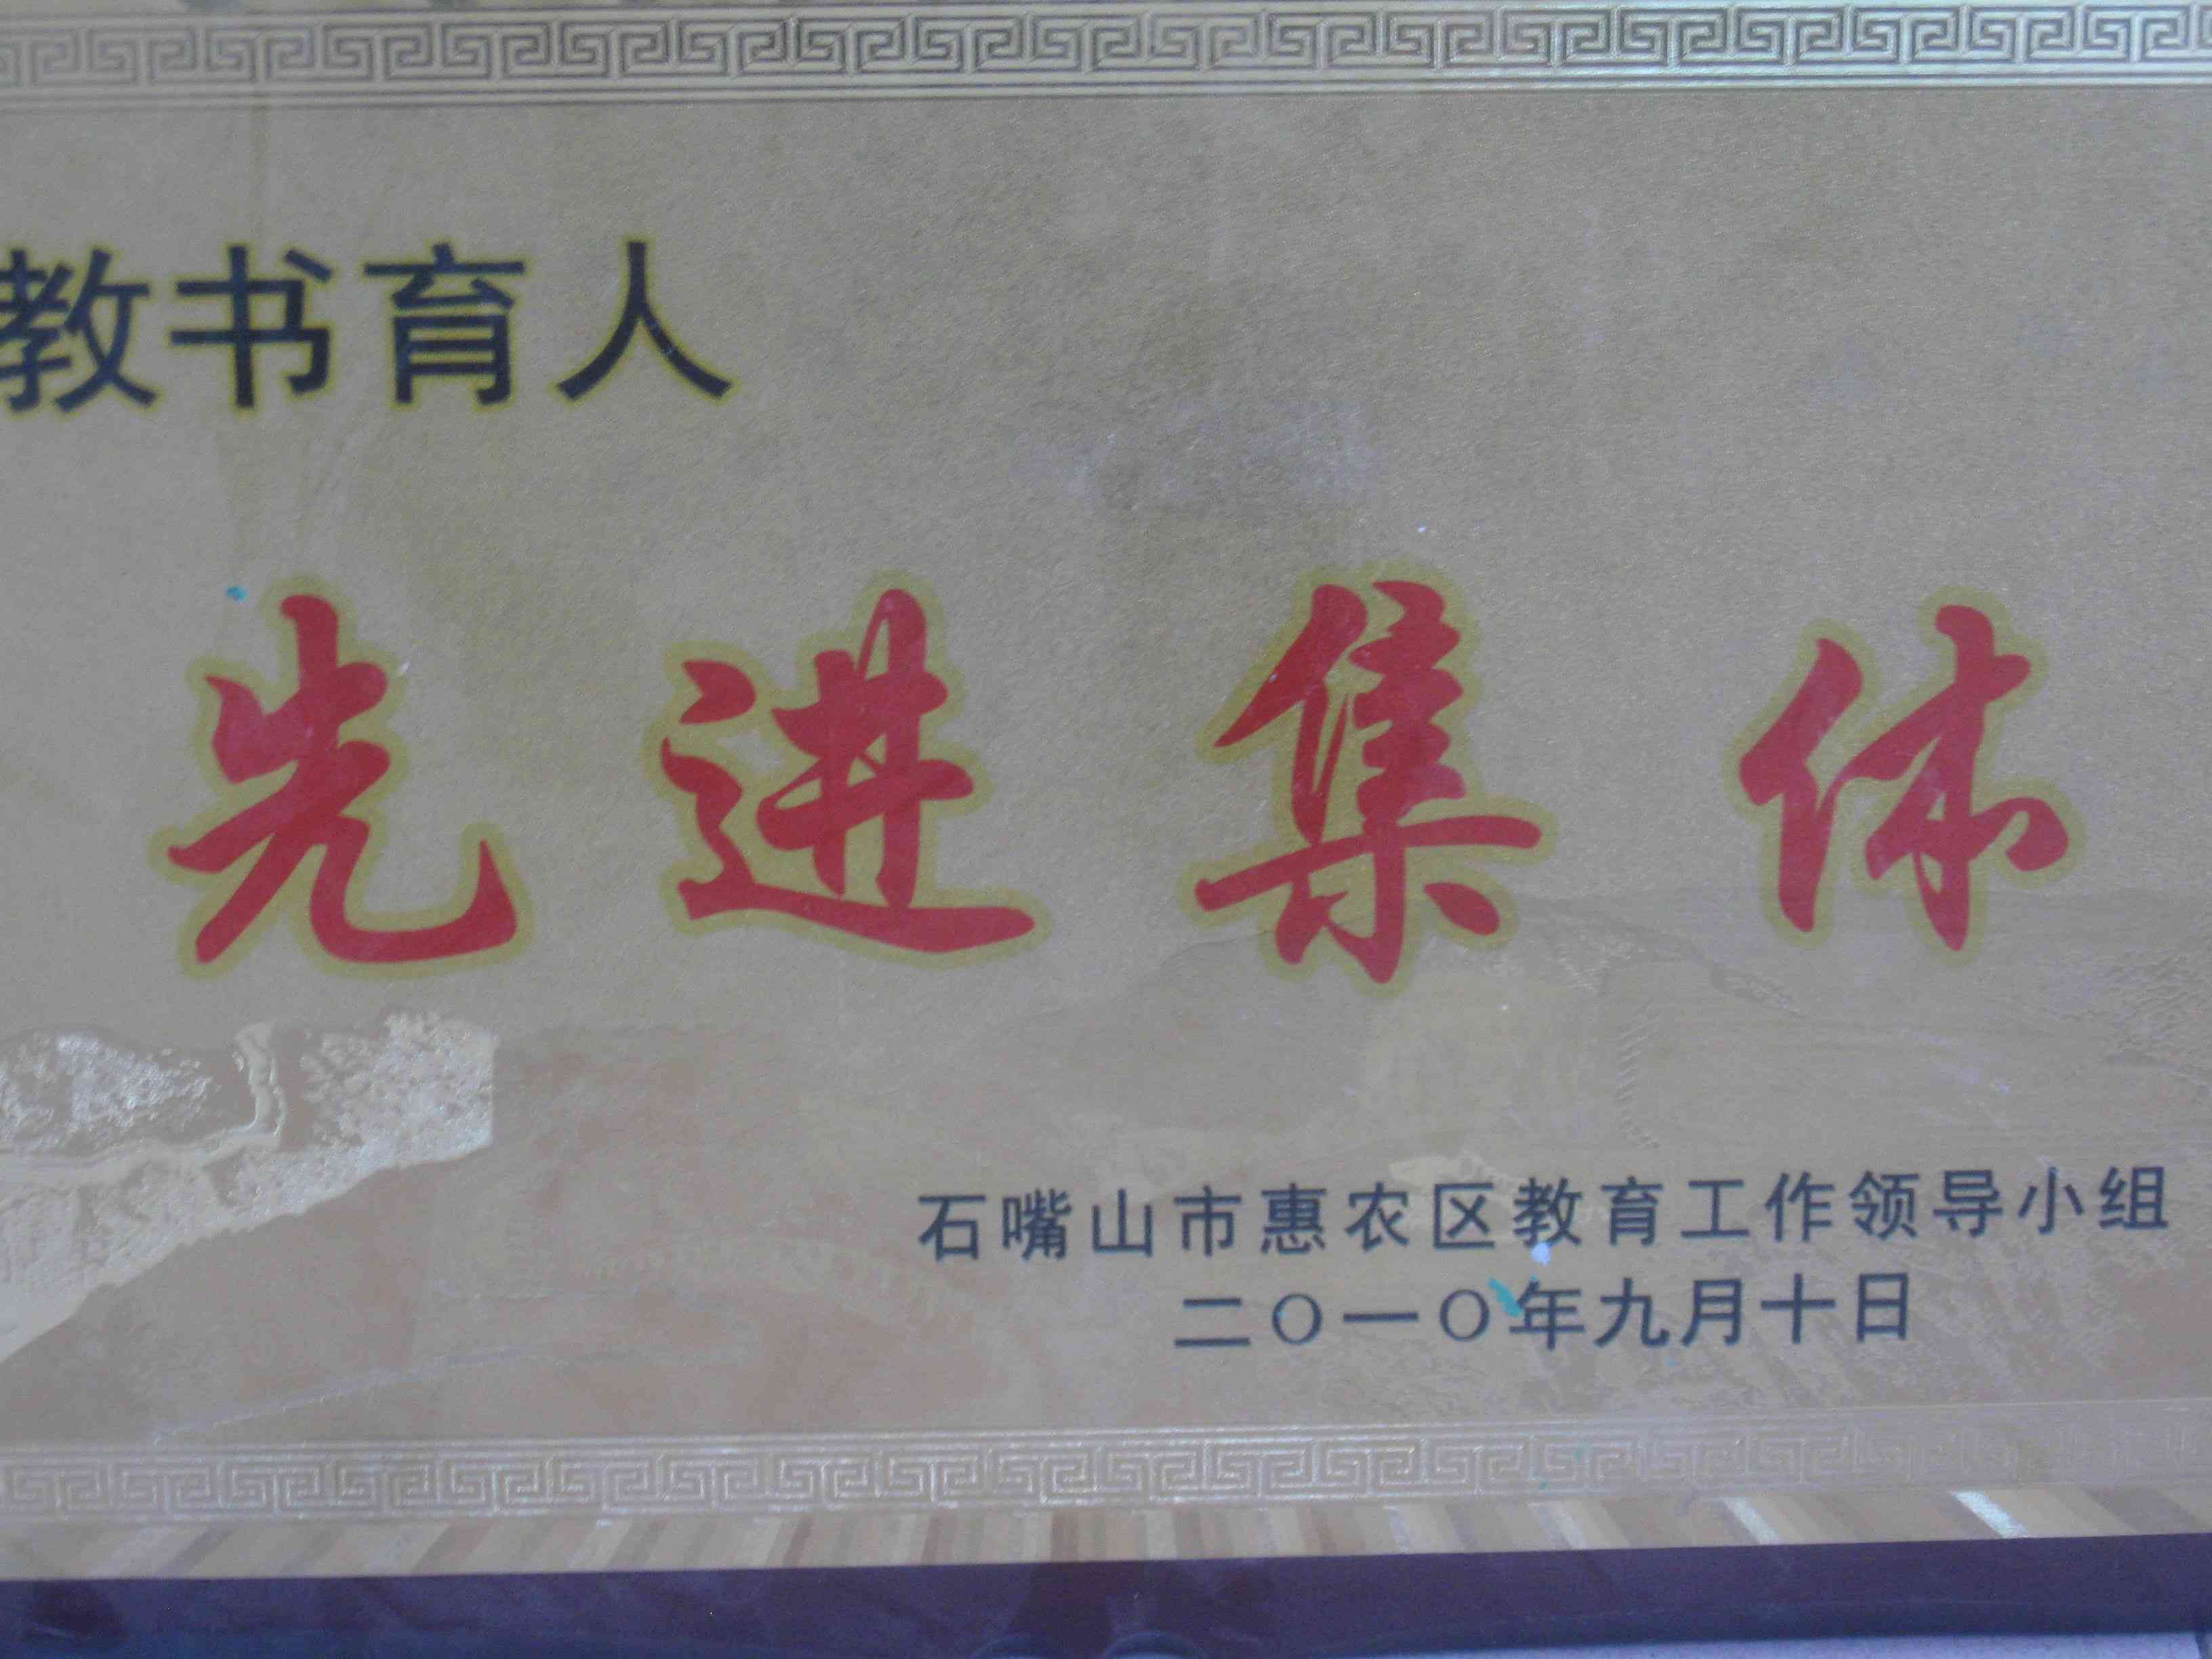 教书育人
先进集体
石嘴山市惠农区教育工作领导小组
二〇一〇年九月十日